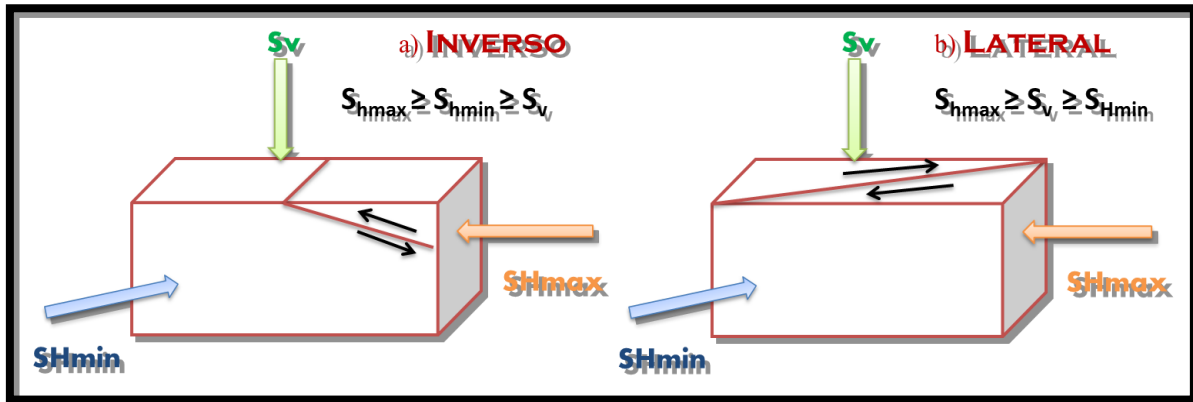 Sv
a) INVERSO
Shmax ≥ Shmin ≥ Sv
SHmax
SHmin
Sv
b) LATERAL
Shmax ≥ Sv ≥ SHmin
SHmax
SHmin